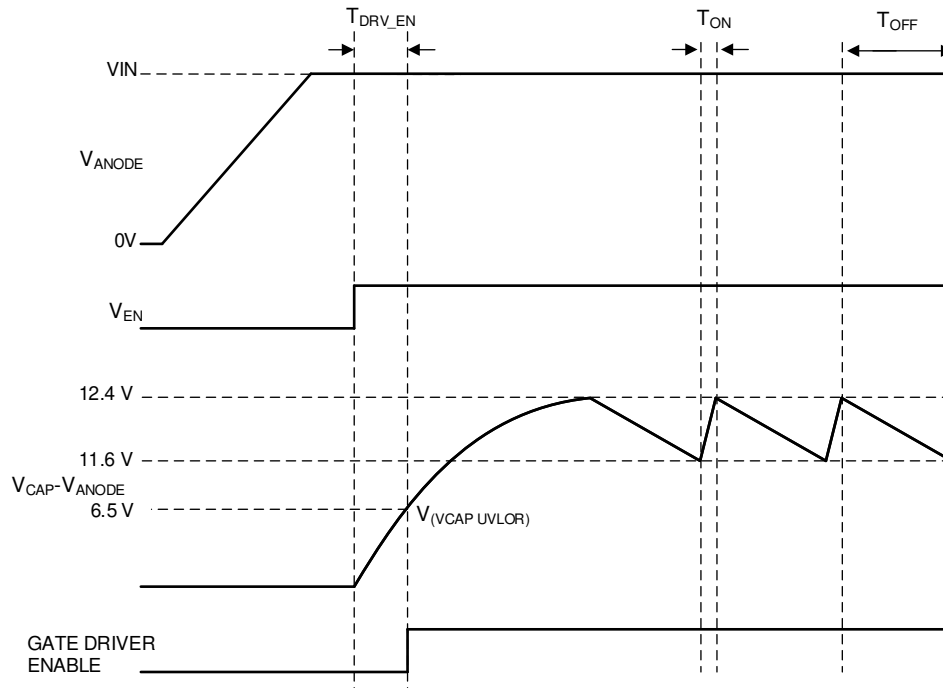 TDRV_EN
TON
TOFF
VIN
VANODE
0V
VEN
12.4 V
11.6 V
VCAP-VANODE
6.5 V
V(VCAP UVLOR)
GATE DRIVER
ENABLE